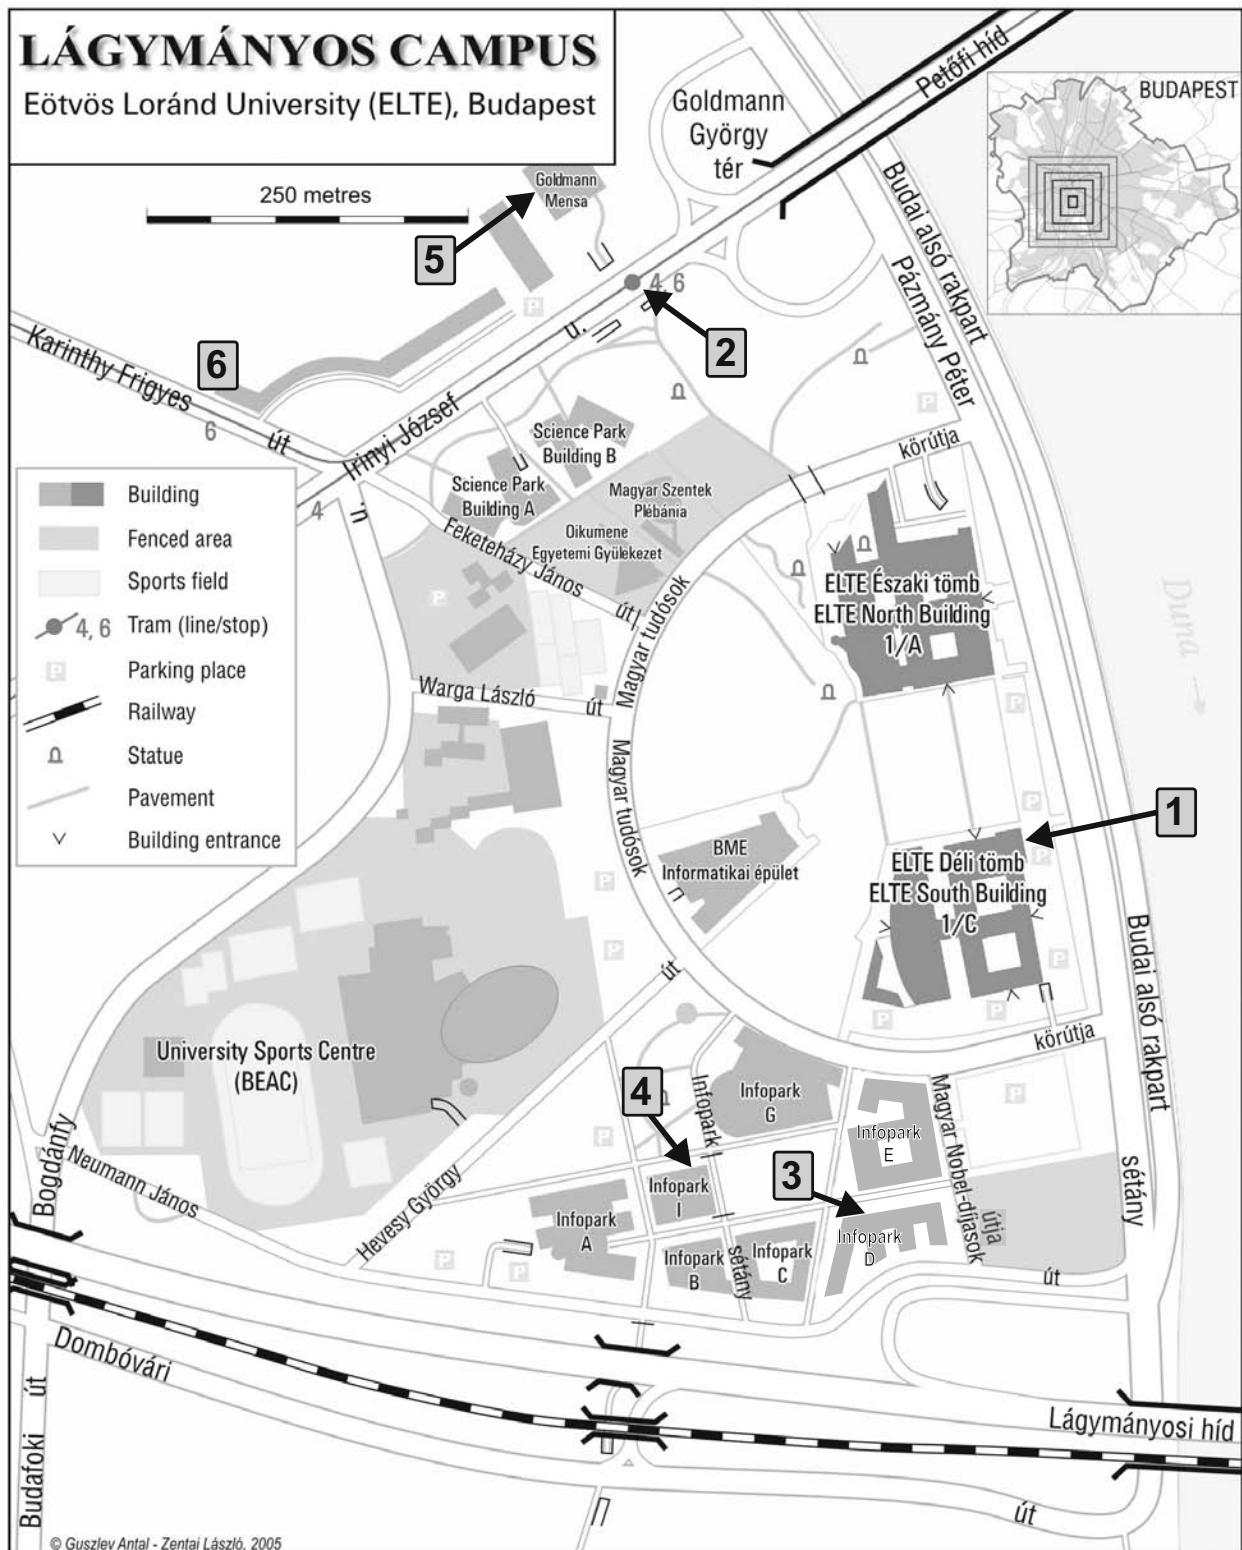 LÁGYMÁNYOS CAMPUS
Eötvös Loránd University (ELTE), Budapest
250 metres
Goldmann
György
tér
Petőfi híd
BUDAPEST
Goldmann
Mensa
5
4, 6
2
u.
Budai alsó rakpart
Pázmány Péter
Karinthy Frigyes
út
6
6
Irinyi József
u.
4
Science Park
Building B
Science Park
Building A
körútja
Magyar Szentek
Plébánia
Oikumene
Egyetemi Gyülekezet
Feketeházy János
út
Building
Fenced area
Sports field
4, 6 Tram (line/stop)
P Parking place
Railway
Statue
Pavement
Building entrance
ELTE Északi tömb
ELTE North Building
1/A
Duna
Magyar tudósok
Warga László
út
Magyar tudósok
1
BME
Informatikai épület
ELTE Déli tömb
ELTE South Building
1/C
Budai alsó rakpart
út
körútja
University Sports Centre
(BEAC)
4
Infopark
G
Infopark
Infopark
E
Magyar Nobel-díjasok
útja
3
Bogdánfy
Neumann János
Hevesy György
Infopark
I
Infopark
A
Infopark
B
sétány
Infopark
C
Infopark
D
sétány
út
Dombóvári
Budafoki út
Lágymányosi híd
út
© Guszlev Antal - Zentai László, 2005